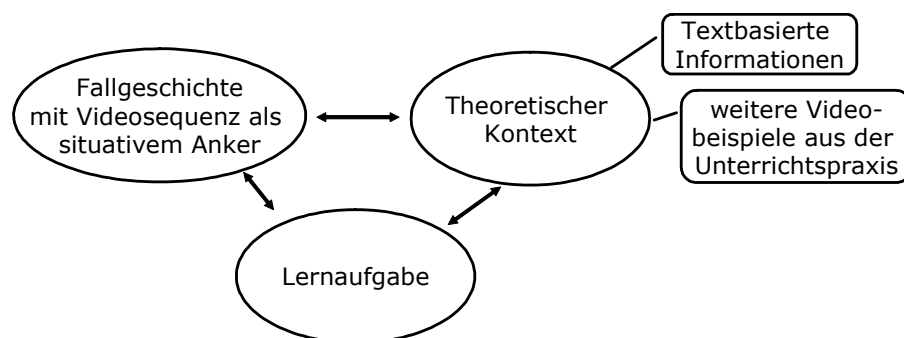 Fallgeschichte
mit Videosequenz als
situativem Anker
Theoretischer
Kontext
Textbasierte
Informationen
weitere Video-
beispiele aus der
Unterrichtspraxis
Lernaufgabe